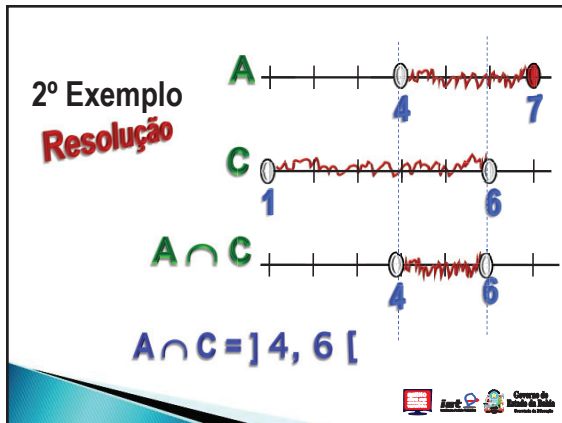 2º Exemplo
Resolução
A
4 7
C
1 6
A ∩ C
4 6
A ∩ C = ] 4, 6 [
Governo do
Estado da Bahia